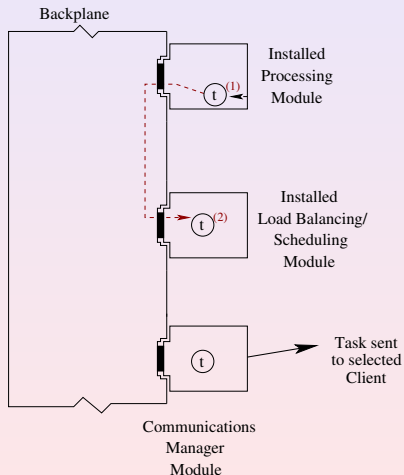 Backplane
Installed
Processing
Module
t
(1)
Installed
Load Balancing/
Scheduling
Module
t
(2)
t
Task sent
to selected
Client
Communications
Manager
Module